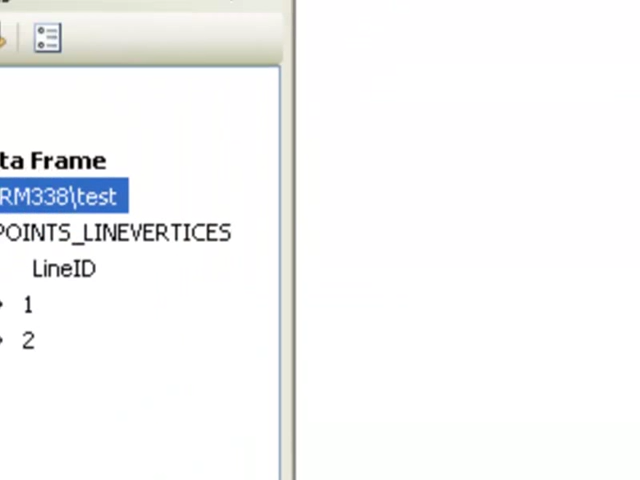 ta Frame
RM338\test
POINTS_LINEVERTICES
LineID
1
2